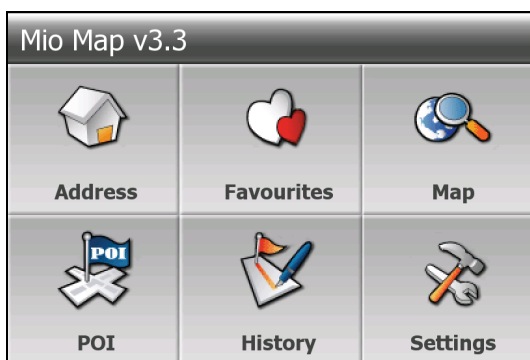 Mio Map v3.3
Address Favourites Map
POI
POI History Settings